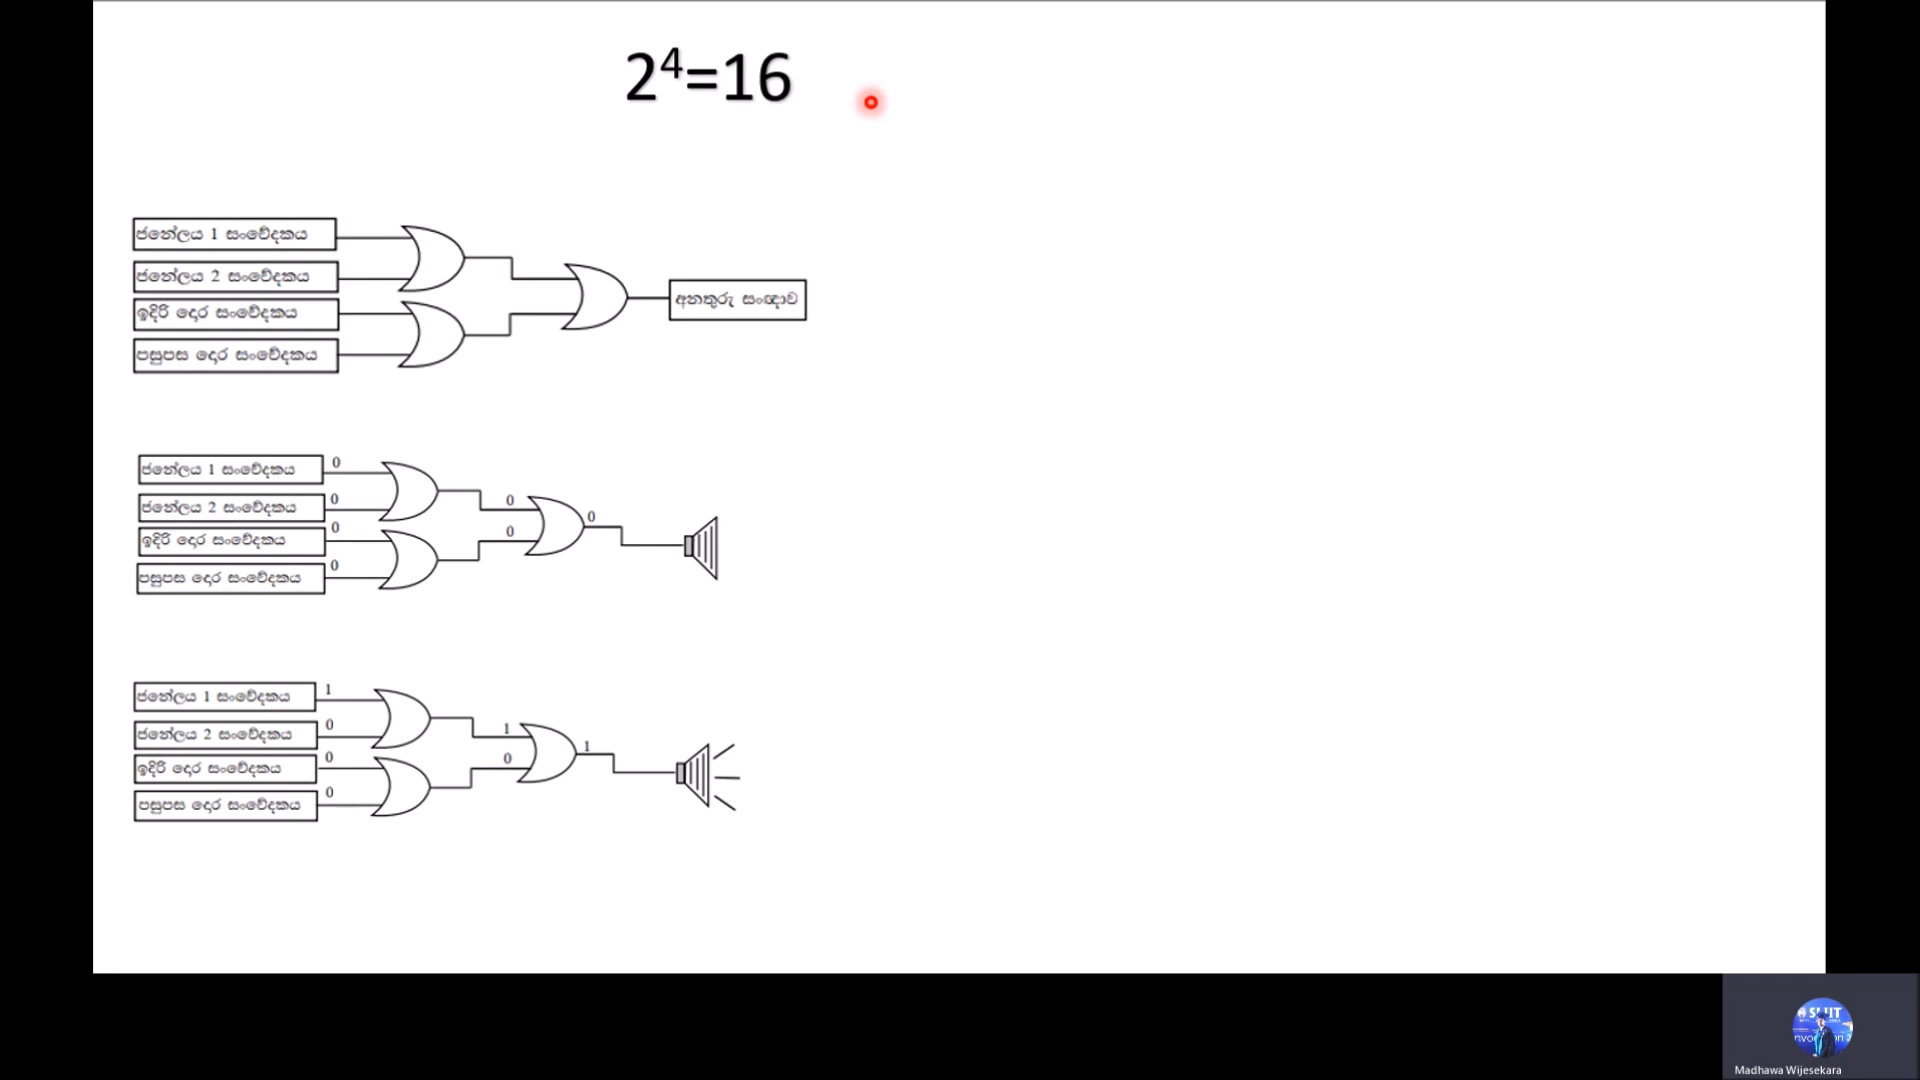 2⁴=16
ජනේලය 1 සංවේදකය
ජනේලය 2 සංවේදකය
ඉදිරි දොර සංවේදකය
පසුපස දොර සංවේදකය
අනතුරු සංඥාව
ජනේලය 1 සංවේදකය 0
ජනේලය 2 සංවේදකය 0
ඉදිරි දොර සංවේදකය 0
පසුපස දොර සංවේදකය 0
0
0
0
ජනේලය 1 සංවේදකය 1
ජනේලය 2 සංවේදකය 0
ඉදිරි දොර සංවේදකය 0
පසුපස දොර සංවේදකය 0
1
0
1
Madhawa Wijesekara